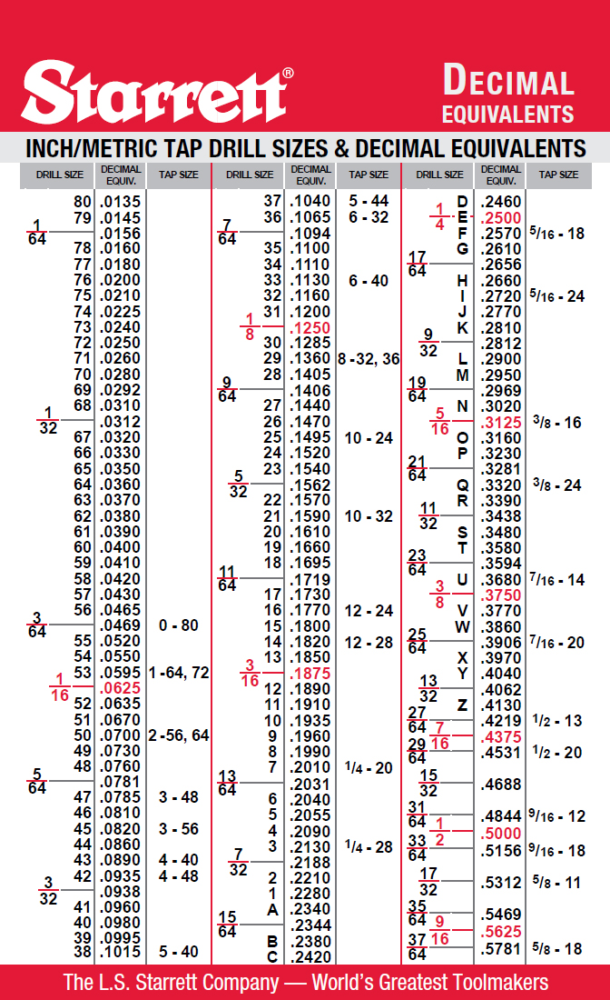 Starrett®
DECIMAL
EQUIVALENTS
INCH/METRIC TAP DRILL SIZES & DECIMAL EQUIVALENTS
DRILL SIZE DECIMAL EQUIV. TAP SIZE
80 .0135
79 .0145
1/64 .0156
78 .0160
77 .0180
76 .0200
75 .0210
74 .0225
73 .0240
72 .0250
71 .0260
70 .0280
69 .0292
68 .0310
1/32 .0312
67 .0320
66 .0330
65 .0350
64 .0360
63 .0370
62 .0380
61 .0390
60 .0400
59 .0410
58 .0420
57 .0430
56 .0465
3/64 .0469 0 - 80
55 .0520
54 .0550
53 .0595 1 -64, 72
1/16 .0625
52 .0635
51 .0670
50 .0700 2 -56, 64
49 .0730
48 .0760
5/64 .0781
47 .0785 3 - 48
46 .0810
45 .0820 3 - 56
44 .0860
43 .0890 4 - 40
42 .0935 4 - 48
3/32 .0938
41 .0960
40 .0980
39 .0995
38 .1015 5 - 40
DRILL SIZE DECIMAL EQUIV. TAP SIZE
37 .1040 5 - 44
36 .1065 6 - 32
7/64 .1094
35 .1100
34 .1110
33 .1130 6 - 40
32 .1160
31 .1200
1/8 .1250
30 .1285
29 .1360 8 -32, 36
28 .1405
9/64 .1406
27 .1440
26 .1470
25 .1495 10 - 24
24 .1520
23 .1540
5/32 .1562
22 .1570
21 .1590 10 - 32
20 .1610
19 .1660
18 .1695
11/64 .1719
17 .1730
16 .1770 12 - 24
15 .1800
14 .1820 12 - 28
13 .1850
3/16 .1875
12 .1890
11 .1910
10 .1935
9 .1960
8 .1990
7 .2010 1/4 - 20
13/64 .2031
6 .2040
5 .2055
4 .2090
3 .2130 1/4 - 28
7/32 .2188
2 .2210
1 .2280
A .2340
15/64 .2344
B .2380
C .2420
DRILL SIZE DECIMAL EQUIV. TAP SIZE
D .2460
1/4 E .2500
F .2570 5/16 - 18
G .2610
17/64 .2656
H .2660
I .2720 5/16 - 24
J .2770
K .2810
9/32 .2812
L .2900
M .2950
19/64 .2969
N .3020
5/16 .3125 3/8 - 16
O .3160
P .3230
21/64 .3281
Q .3320 3/8 - 24
R .3390
11/32 .3438
S .3480
T .3580
23/64 .3594
U .3680 7/16 - 14
3/8 .3750
V .3770
W .3860
25/64 .3906 7/16 - 20
X .3970
Y .4040
13/32 .4062
Z .4130
27/64 .4219 1/2 - 13
7/16 .4375
29/64 .4531 1/2 - 20
15/32 .4688
31/64 .4844 9/16 - 12
1/2 .5000
33/64 .5156 9/16 - 18
17/32 .5312 5/8 - 11
35/64 .5469
9/16 .5625
37/64 .5781 5/8 - 18
The L.S. Starrett Company — World's Greatest Toolmakers